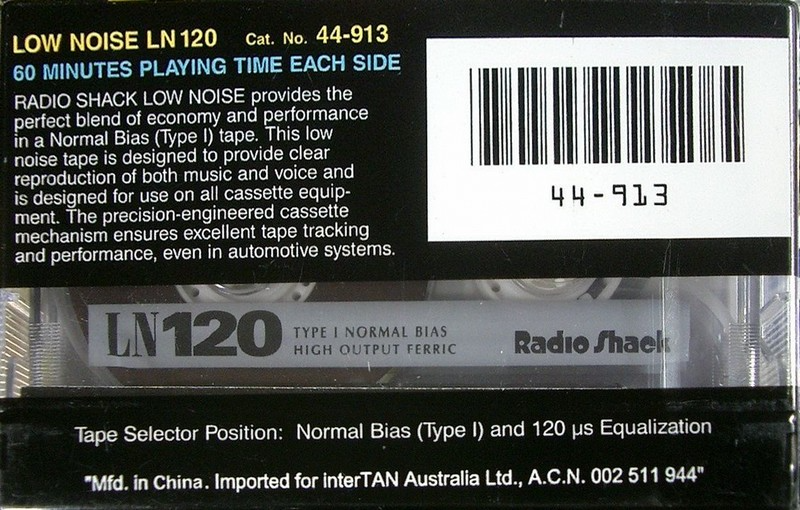 LOW NOISE LN 120 Cat. No. 44-913
60 MINUTES PLAYING TIME EACH SIDE
RADIO SHACK LOW NOISE provides the
perfect blend of economy and performance
in a Normal Bias (Type I) tape. This low
noise tape is designed to provide clear
reproduction of both music and voice and
is designed for use on all cassette equip-
ment. The precision-engineered cassette
mechanism ensures excellent tape tracking
and performance, even in automotive systems.
44-913
LN120 TYPE I NORMAL BIAS
HIGH OUTPUT FERRIC
Radio Shack
Tape Selector Position: Normal Bias (Type I) and 120 µs Equalization
"Mfd. in China. Imported for interTAN Australia Ltd., A.C.N. 002 511 944"